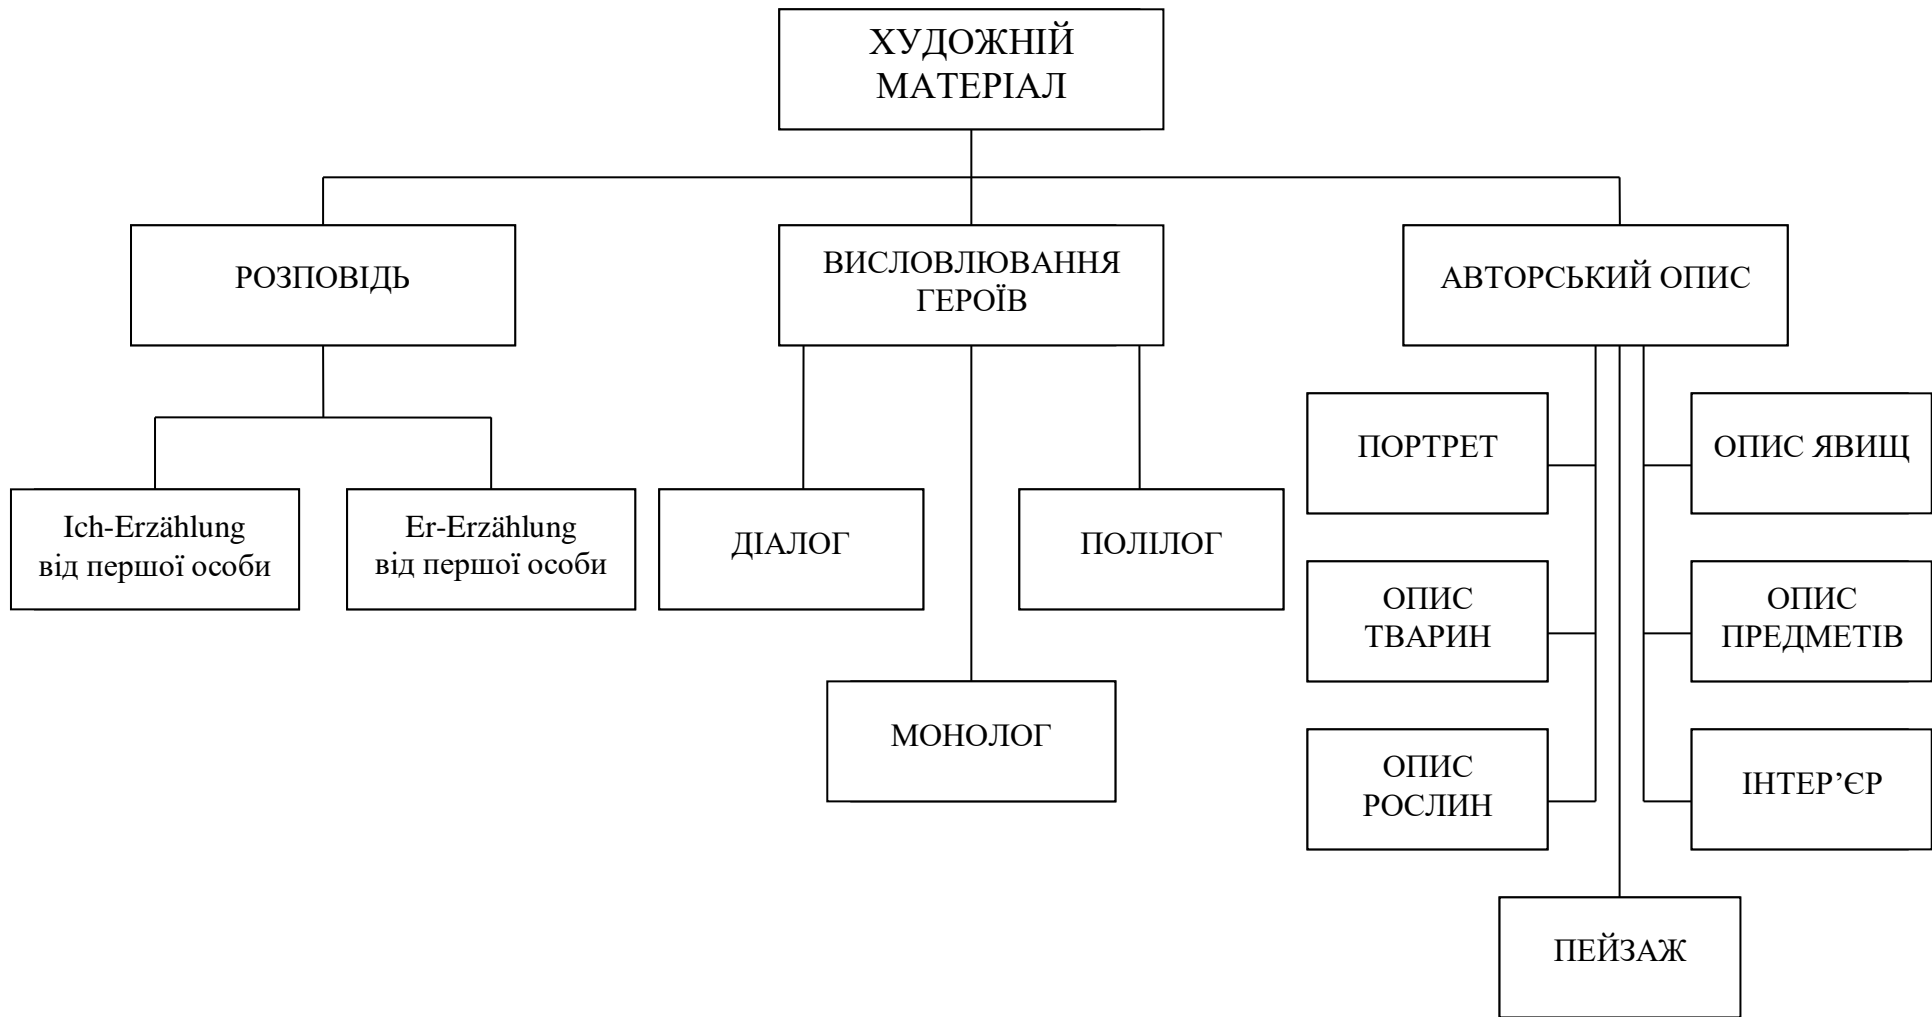 ХУДОЖНІЙ
МАТЕРІАЛ
РОЗПОВІДЬ
ВИСЛОВЛЮВАННЯ
ГЕРОЇВ
АВТОРСЬКИЙ ОПИС
Ich-Erzählung
від першої особи
Er-Erzählung
від першої особи
ДІАЛОГ
ПОЛІЛОГ
МОНОЛОГ
ПОРТРЕТ
ОПИС ЯВИЩ
ОПИС
ТВАРИН
ОПИС
ПРЕДМЕТІВ
ОПИС
РОСЛИН
ІНТЕР’ЄР
ПЕЙЗАЖ